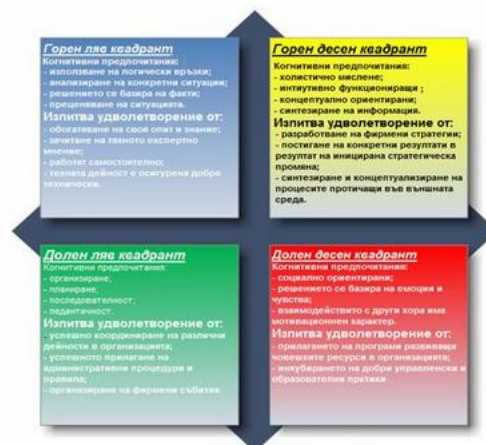 Горен ляв квадрант
Когнитивни предпочитания:
- използване на логически връзки;
- анализиране на конкретни ситуации;
- решението се базира на факти;
- преценяване на ситуацията.
Изпитва удволетворение от:
- обогатяване на своя опит и знание;
- зачитане на тяхното експертно
мнение;
- работят самостоятелно;
- техната дейност е осигурена добре
технически.
Горен десен квадрант
Когнитивни предпочитания:
- холистично мислене;
- интуитивно функциониращи ;
- концептуално ориентирани;
- синтезиране на информация.
Изпитва удволетворение от:
- разработване на фирмени стратегии;
- постигане на конкретни резултати в
резултат на инициирана стратегическа
промяна;
- синтезиране и концептуализиране на
процесите протичащи във външната
среда.
Долен ляв квадрант
Когнитивни предпочитания:
- организиране;
- планиране;
- последователност;
- педантичност.
Изпитва удволетворение от:
- успешно координиране на различни
дейности в организацията;
- успешното прилагане на
административни процедури и
правила;
- организиране на фирмени събития
Долен десен квадрант
Когнитивни предпочитания:
- социално ориентирани;
- решението се базира на емоции и
чувства;
- взаимодействието с други хора има
мотивационен характер.
Изпитва удволетворение от:
- прилагането на програми развиващи
човешките ресурси в организацията;
- инкубирането на добри управленски и
образователни пркитики